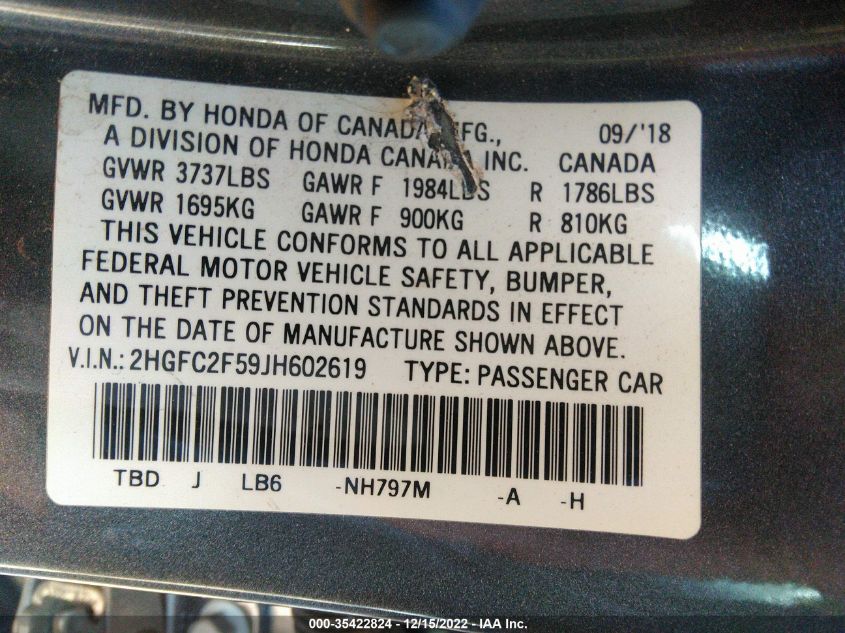 MFD. BY HONDA OF CANADA MFG., 09/'18
A DIVISION OF HONDA CANADA INC. CANADA
GVWR 3737LBS GAWR F 1984LBS R 1786LBS
GVWR 1695KG GAWR F 900KG R 810KG
THIS VEHICLE CONFORMS TO ALL APPLICABLE
FEDERAL MOTOR VEHICLE SAFETY, BUMPER,
AND THEFT PREVENTION STANDARDS IN EFFECT
ON THE DATE OF MANUFACTURE SHOWN ABOVE.
V.I.N.: 2HGFC2F59JH602619 TYPE: PASSENGER CAR
TBD J LB6 -NH797M -A -H
000-35422824 - 12/15/2022 - IAA Inc.